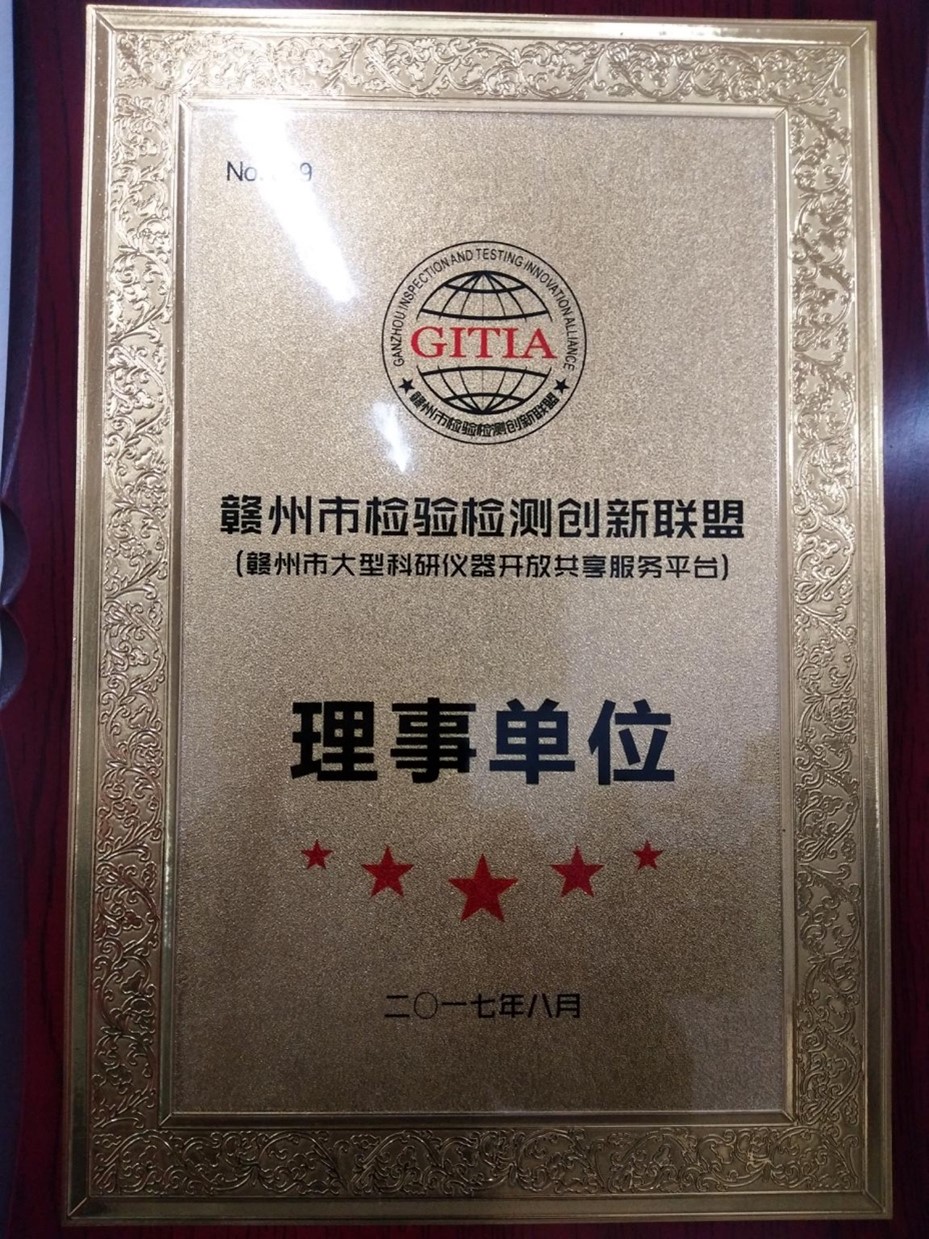 GANZHOU INSPECTION AND TESTING INNOVATION ALLIANCE
GITIA
赣州市检验检测创新联盟
赣州市检验检测创新联盟
(赣州市大型科研仪器开放共享服务平台)
理事单位
二〇一七年八月